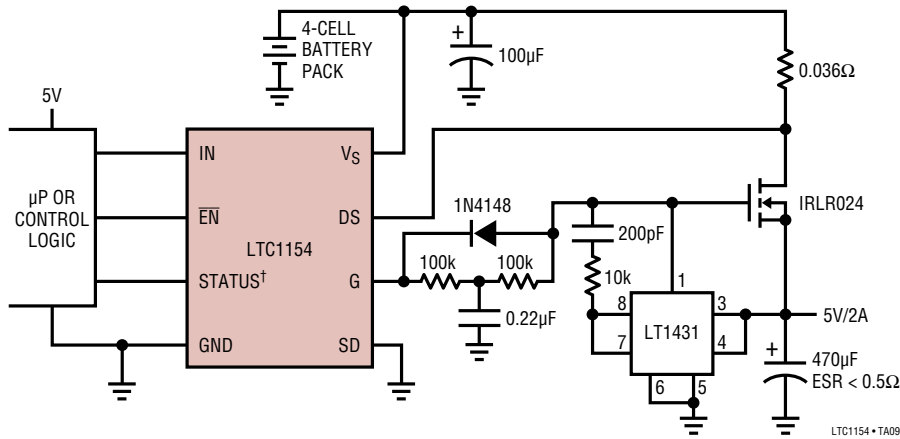 4-CELL
BATTERY
PACK
+
100µF
0.036Ω
5V
µP OR
CONTROL
LOGIC
IN
EN
STATUS†
GND
LTC1154
VS
DS
G
SD
1N4148
100k
100k
0.22µF
200pF
10k
IRLR024
1
8
7
3
4
LT1431
6
5
5V/2A
+
470µF
ESR < 0.5Ω
LTC1154 • TA09